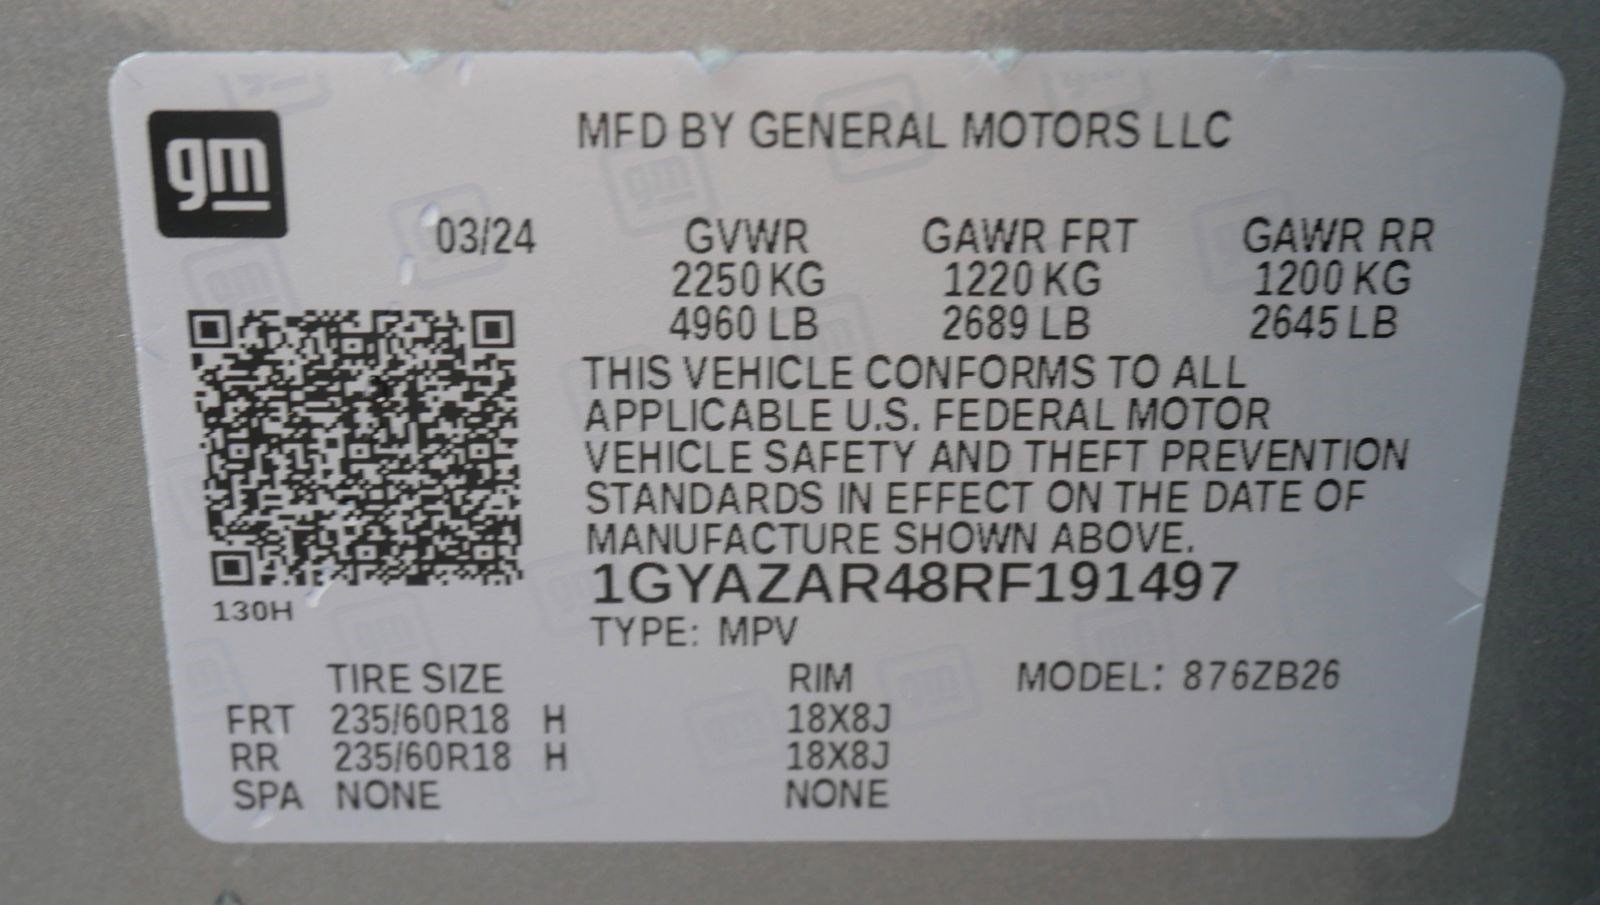 gm
MFD BY GENERAL MOTORS LLC
03/24 GVWR GAWR FRT GAWR RR
2250 KG 1220 KG 1200 KG
4960 LB 2689 LB 2645 LB
THIS VEHICLE CONFORMS TO ALL
APPLICABLE U.S. FEDERAL MOTOR
VEHICLE SAFETY AND THEFT PREVENTION
STANDARDS IN EFFECT ON THE DATE OF
MANUFACTURE SHOWN ABOVE.
1GYAZAR48RF191497
130H
TYPE: MPV
TIRE SIZE RIM MODEL: 876ZB26
FRT 235/60R18 H 18X8J
RR 235/60R18 H 18X8J
SPA NONE NONE